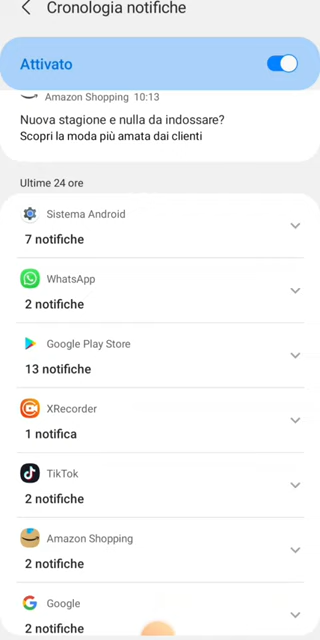 Cronologia notifiche
Attivato
Amazon Shopping 10:13
Nuova stagione e nulla da indossare?
Scopri la moda più amata dai clienti
Ultime 24 ore
Sistema Android
7 notifiche
WhatsApp
2 notifiche
Google Play Store
13 notifiche
XRecorder
1 notifica
TikTok
2 notifiche
Amazon Shopping
2 notifiche
Google
2 notifiche